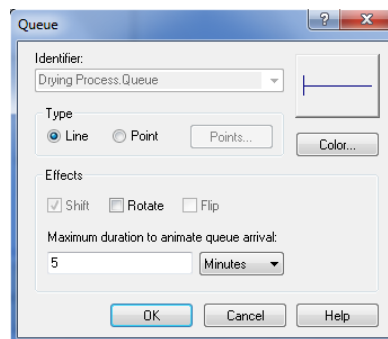 Queue
?
Identifier:
Drying Process.Queue
Type
Line
Point
Points...
Color...
Effects
Shift
Rotate
Flip
Maximum duration to animate queue arrival:
5
Minutes
OK
Cancel
Help